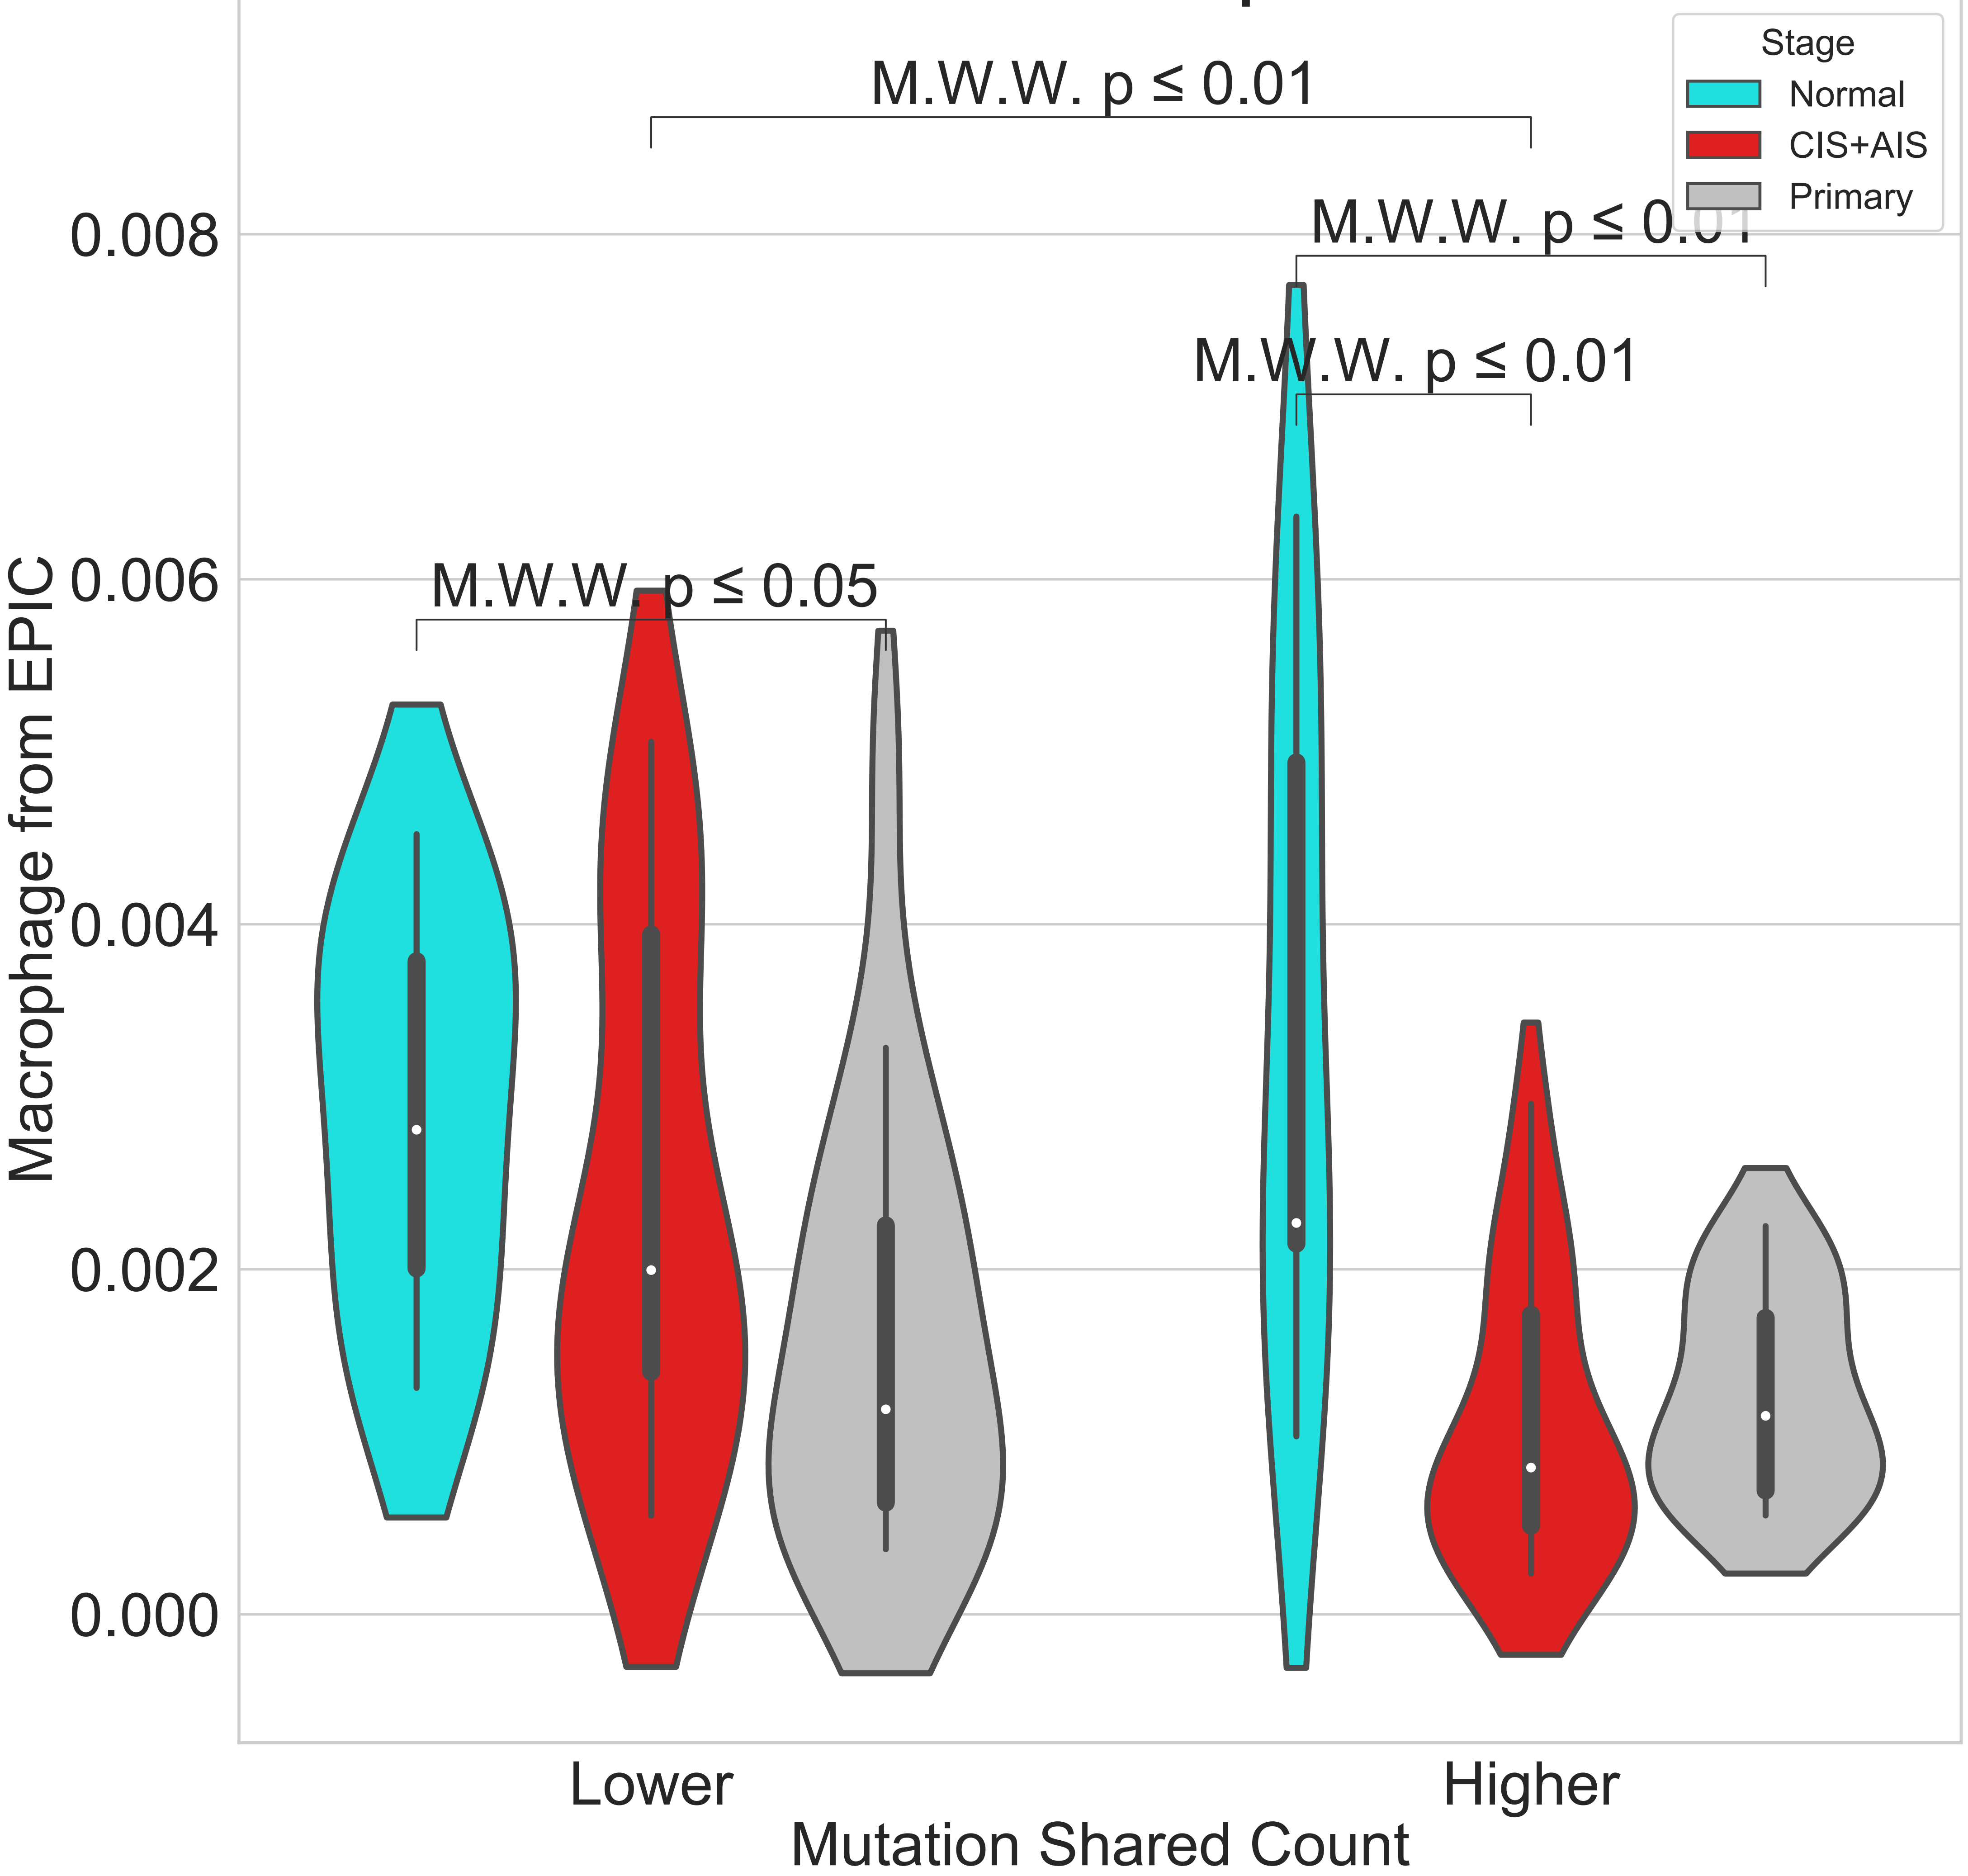 Stage
Normal
CIS+AIS
Primary
M.W.W. p ≤ 0.01
M.W.W. p ≤ 0.01
M.W.W. p ≤ 0.01
M.W.W. p ≤ 0.05
0.008
0.006
0.004
0.002
0.000
Macrophage from EPIC
Lower
Higher
Mutation Shared Count